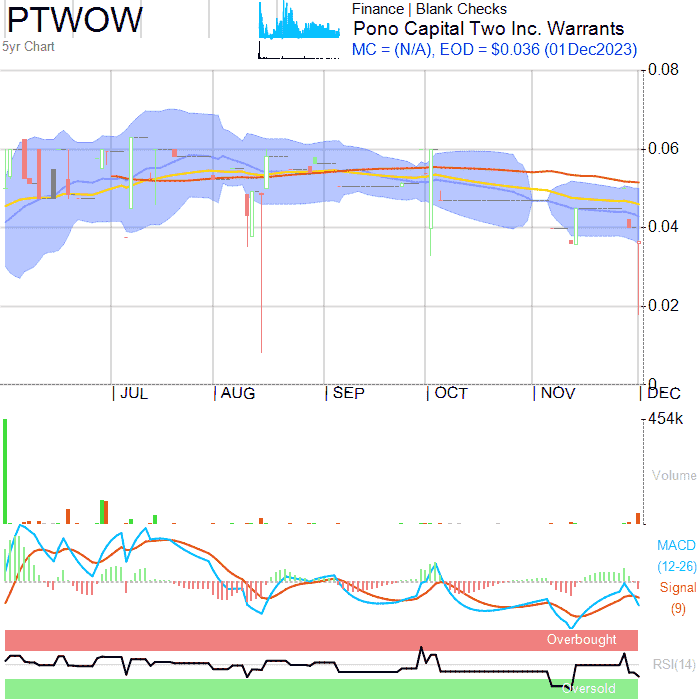 PTWOW
5yr Chart
Finance | Blank Checks
Pono Capital Two Inc. Warrants
MC = (N/A), EOD = $0.036 (01Dec2023)
0.08
0.06
0.04
0.02
0
JUL AUG SEP OCT NOV DEC
454k
Volume
MACD
(12-26)
Signal
(9)
Overbought
RSI(14)
Oversold